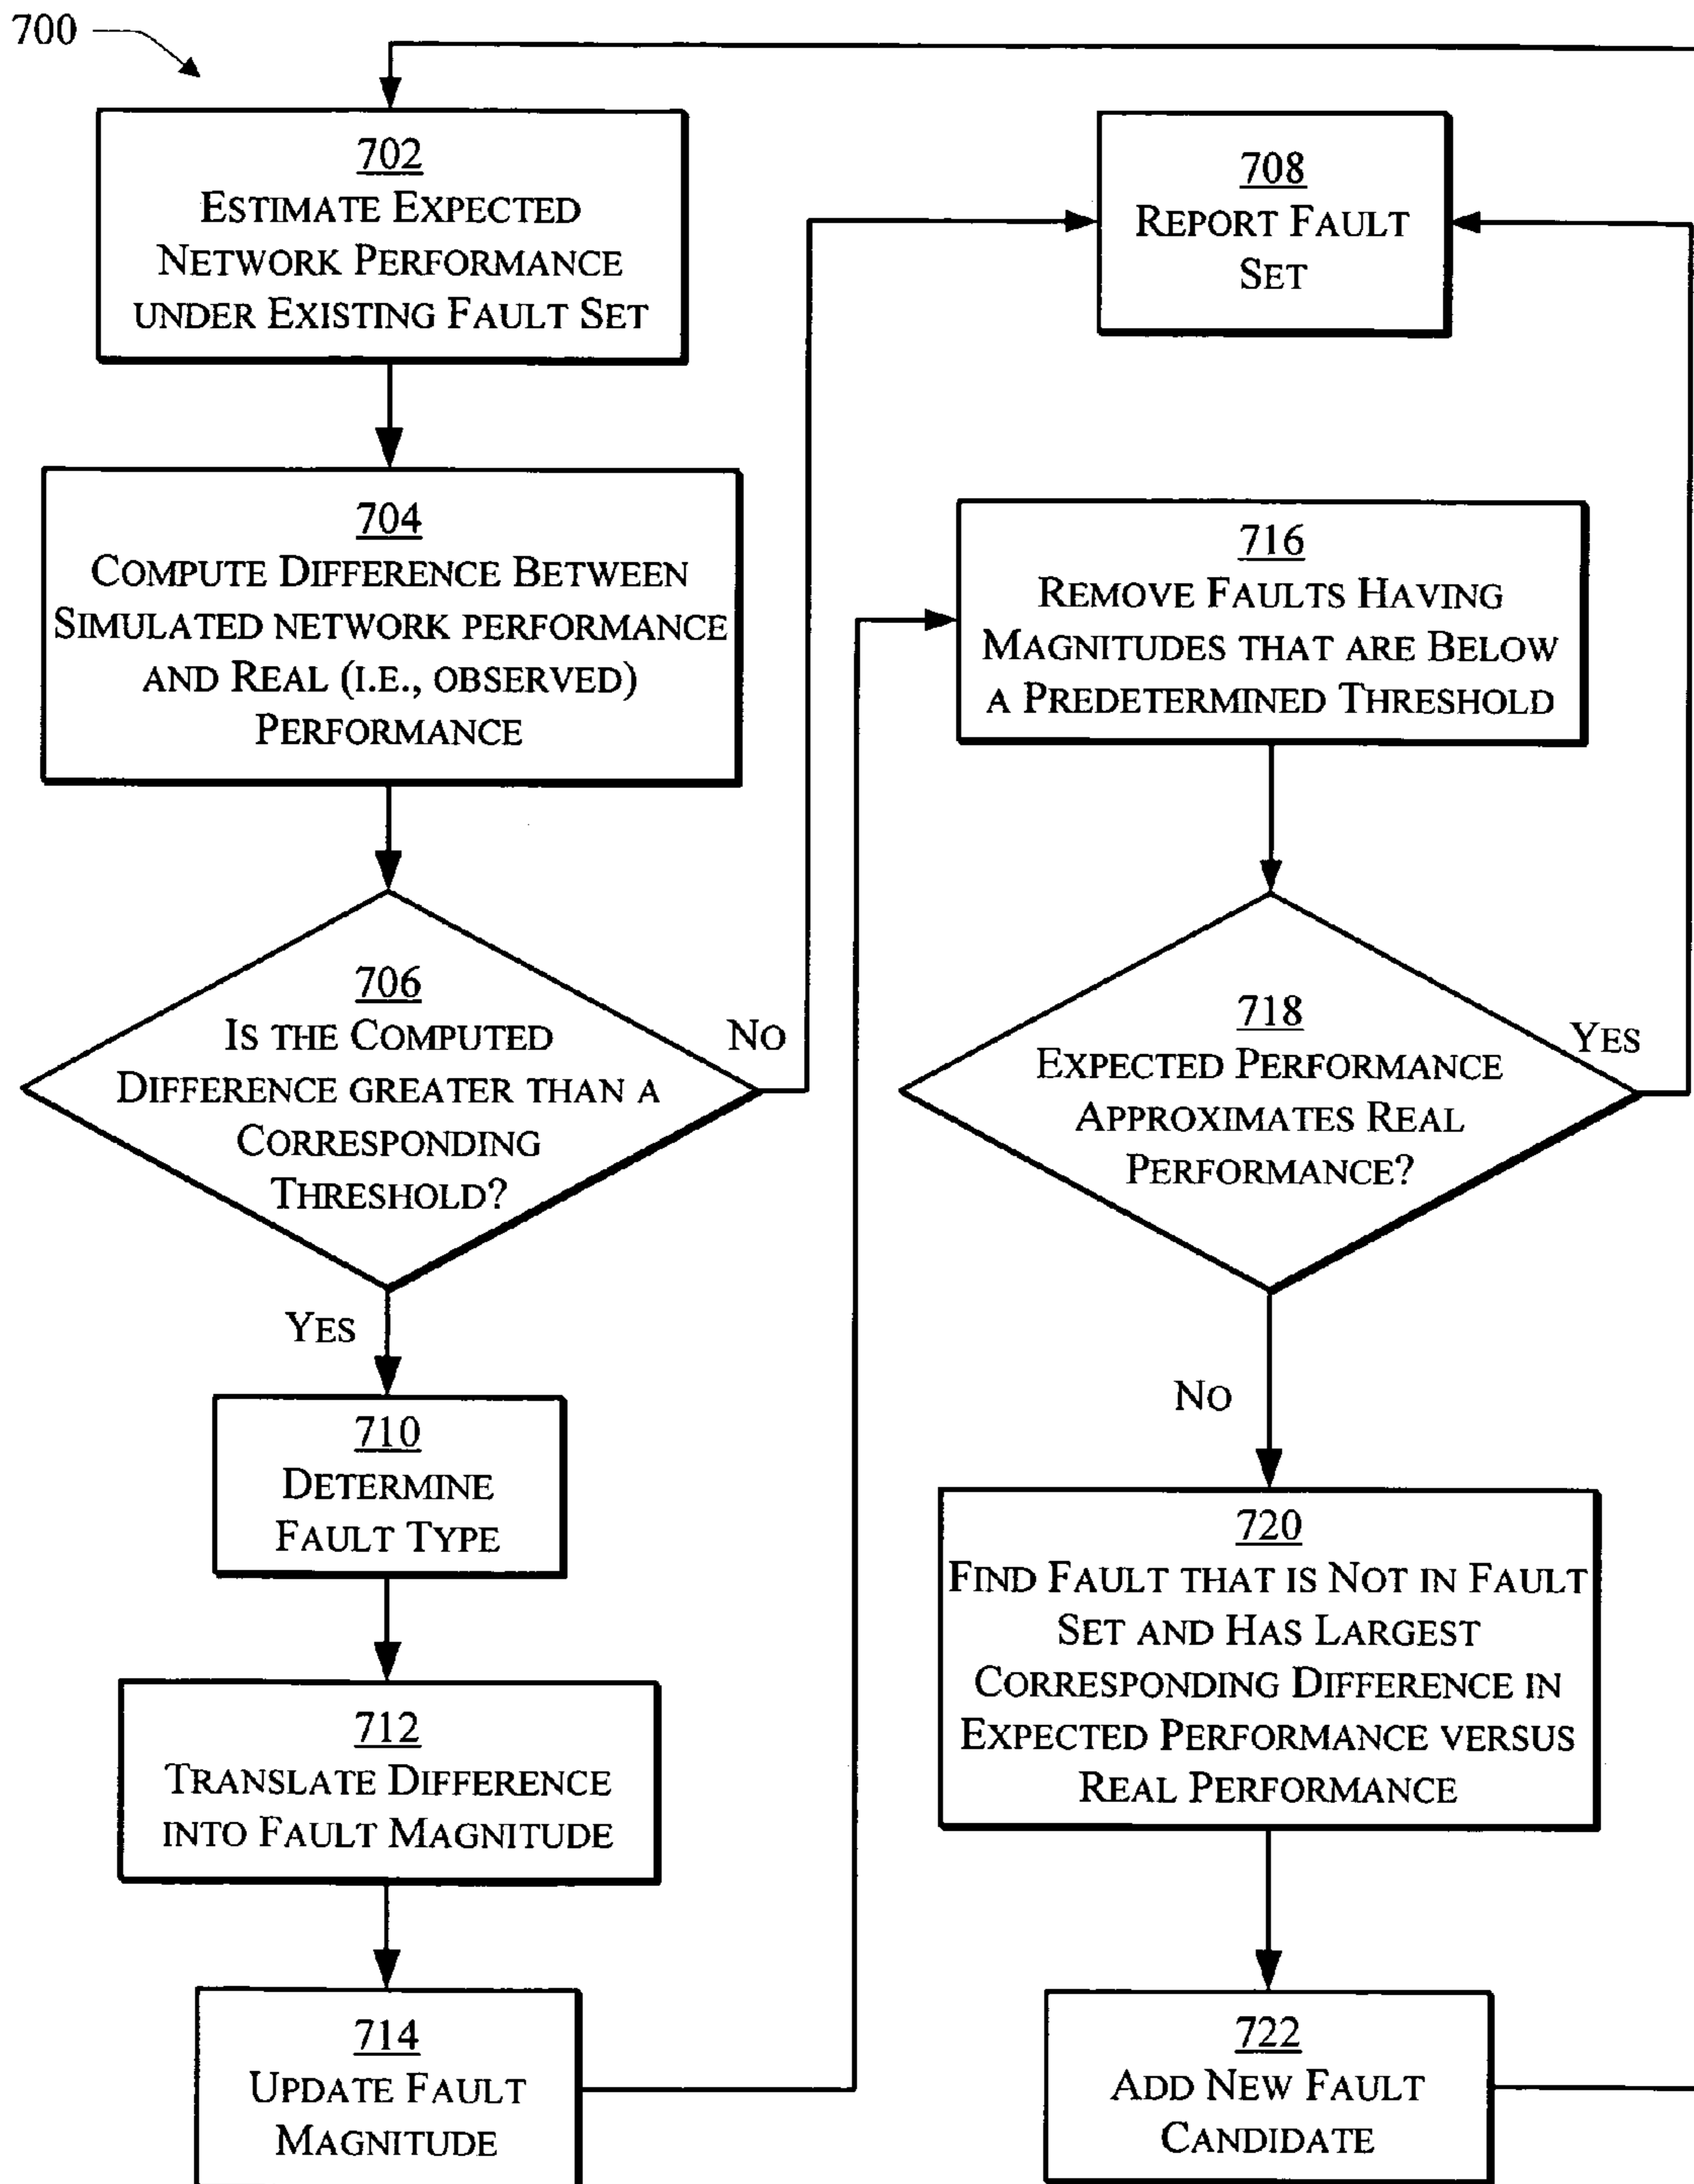 700
702
ESTIMATE EXPECTED
NETWORK PERFORMANCE
UNDER EXISTING FAULT SET
704
COMPUTE DIFFERENCE BETWEEN
SIMULATED NETWORK PERFORMANCE
AND REAL (I.E., OBSERVED)
PERFORMANCE
706
IS THE COMPUTED
DIFFERENCE GREATER THAN A
CORRESPONDING
THRESHOLD?
NO
YES
710
DETERMINE
FAULT TYPE
712
TRANSLATE DIFFERENCE
INTO FAULT MAGNITUDE
714
UPDATE FAULT
MAGNITUDE
708
REPORT FAULT
SET
716
REMOVE FAULTS HAVING
MAGNITUDES THAT ARE BELOW
A PREDETERMINED THRESHOLD
718
EXPECTED PERFORMANCE
APPROXIMATES REAL
PERFORMANCE?
YES
NO
720
FIND FAULT THAT IS NOT IN FAULT
SET AND HAS LARGEST
CORRESPONDING DIFFERENCE IN
EXPECTED PERFORMANCE VERSUS
REAL PERFORMANCE
722
ADD NEW FAULT
CANDIDATE